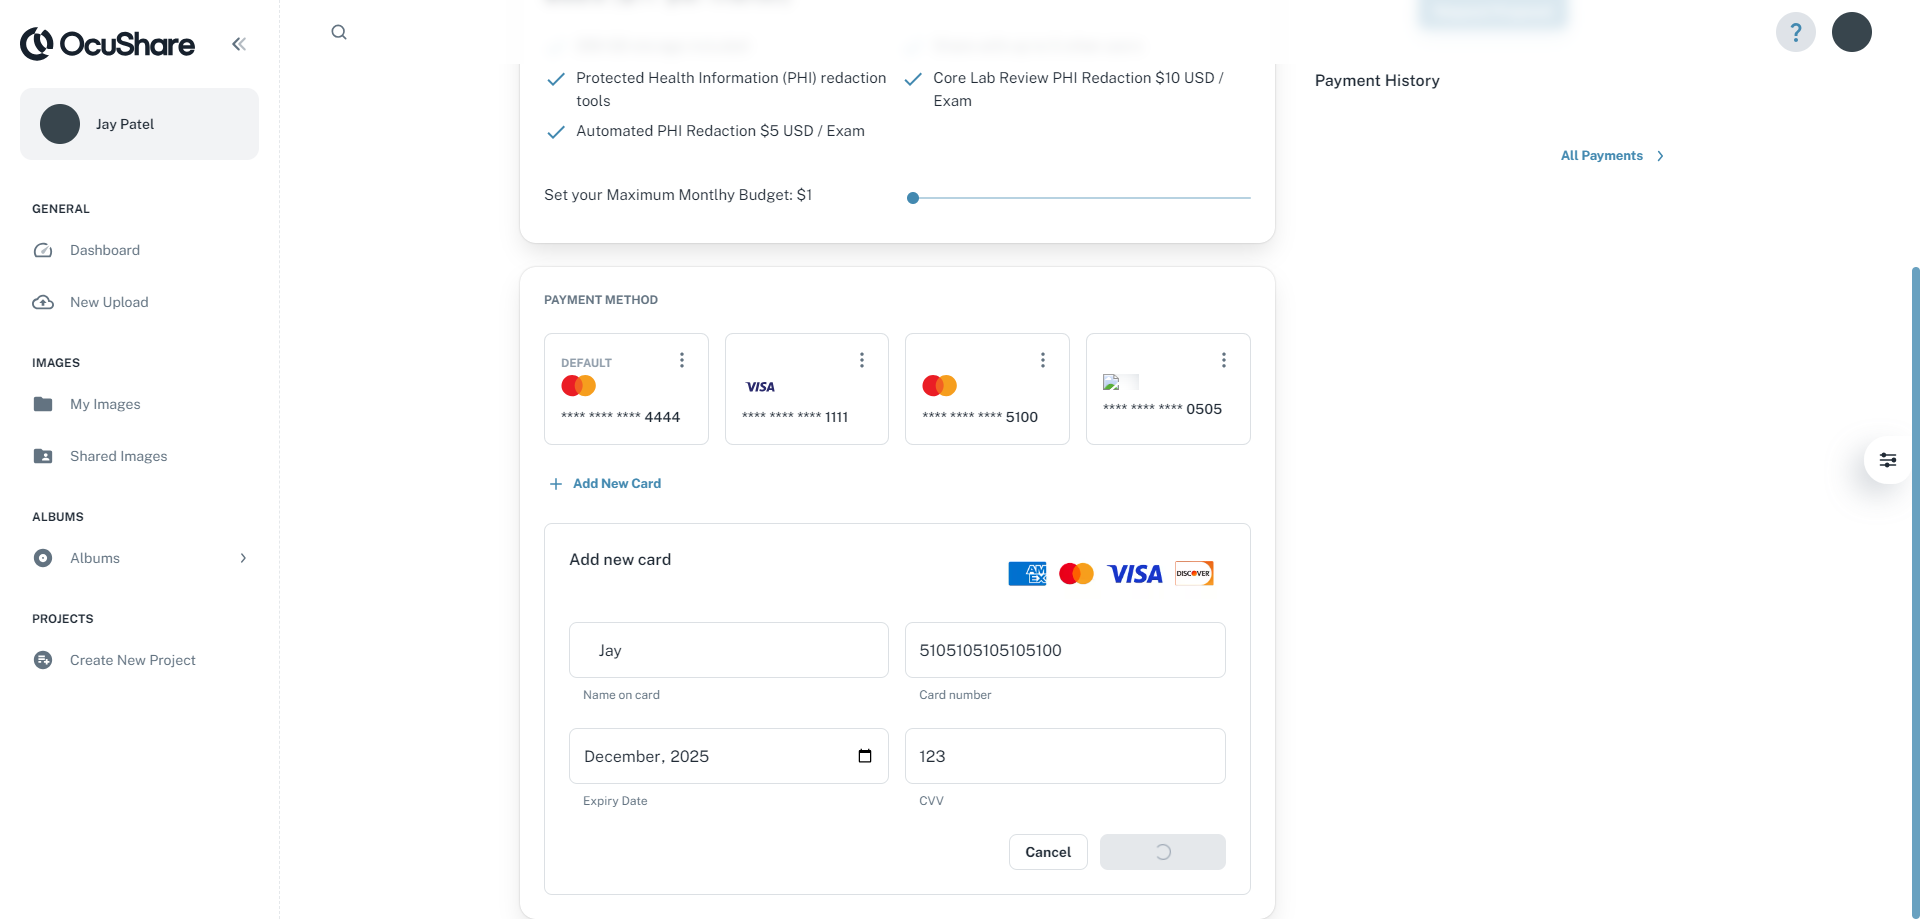 OcuShare
Jay Patel
GENERAL
Dashboard
New Upload
IMAGES
My Images
Shared Images
ALBUMS
Albums
PROJECTS
Create New Project
Protected Health Information (PHI) redaction
tools
Core Lab Review PHI Redaction $10 USD /
Exam
Automated PHI Redaction $5 USD / Exam
Set your Maximum Montlhy Budget: $1
PAYMENT METHOD
DEFAULT
**** **** **** 4444
VISA
**** **** **** 1111
**** **** **** 5100
**** **** **** 0505
Add New Card
Add new card
AM
EX
VISA
DISCOVER
Jay
Name on card
5105105105105100
Card number
December, 2025
Expiry Date
123
CVV
Cancel
?
Payment History
All Payments